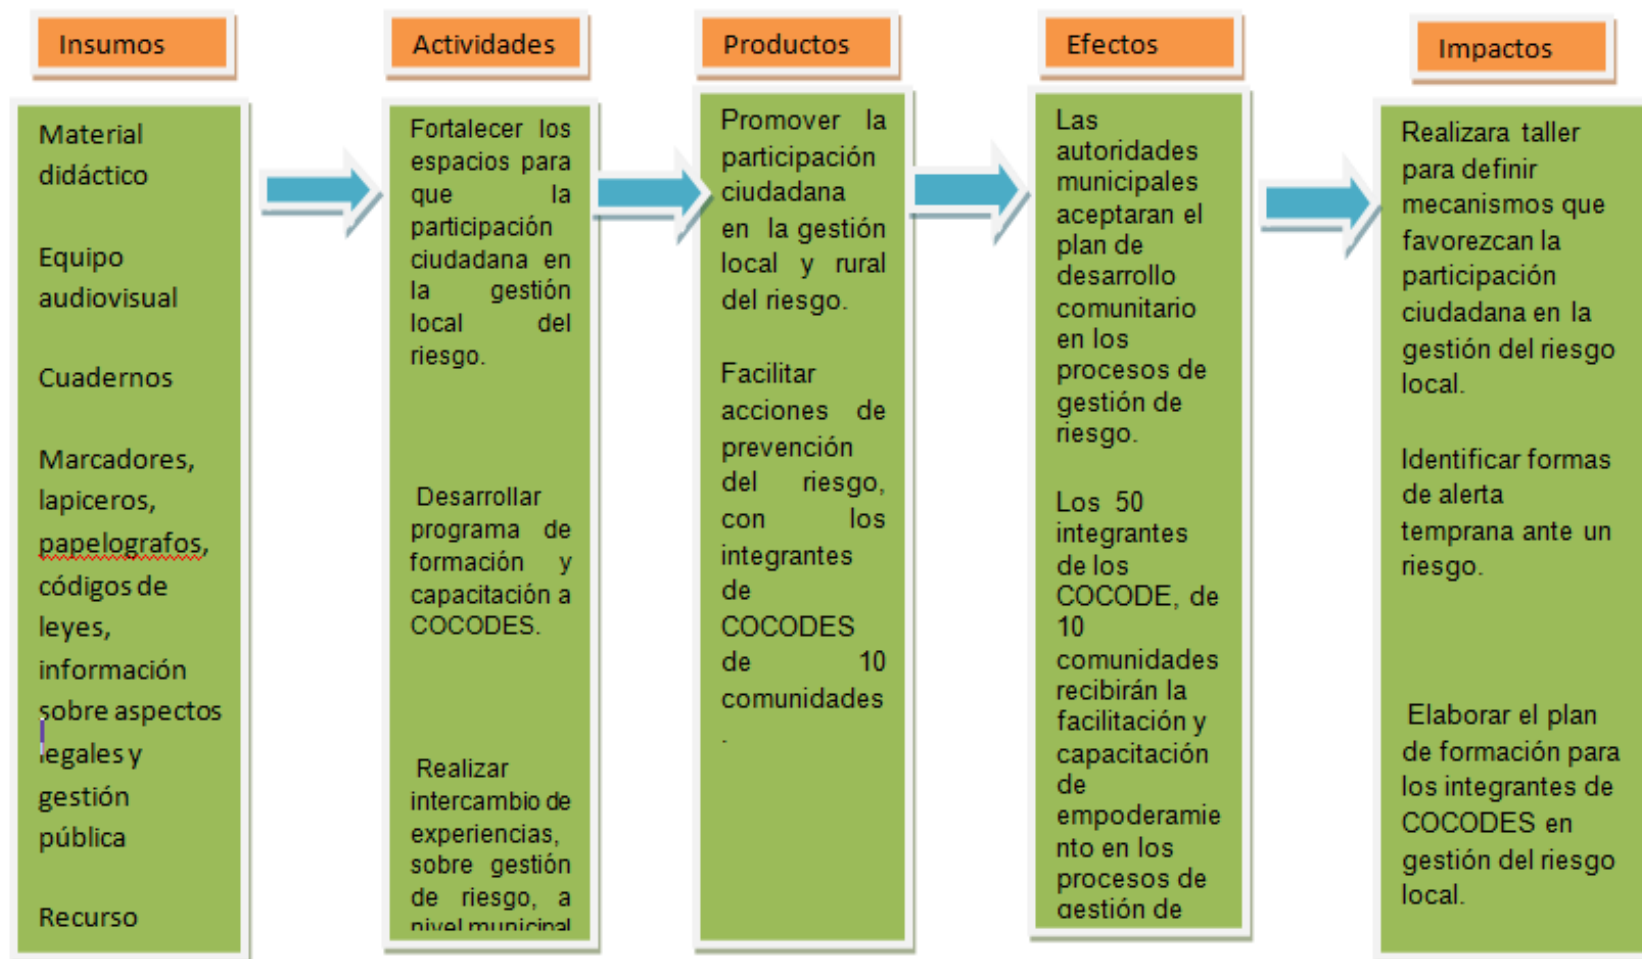 Insumos
Material
didáctico
Equipo
audiovisual
Cuadernos
Marcadores,
lapiceros,
papelografos,
códigos de
leyes,
información
sobre aspectos
legales y
gestión
pública
Recurso
Actividades
Fortalecer los
espacios para
que la
participación
ciudadana en
la gestión
local del
riesgo.
Desarrollar
programa de
formación y
capacitación a
COCODES.
Realizar
intercambio de
experiencias,
sobre gestión
de riesgo, a
nivel municipal
Productos
Promover la
participación
ciudadana
en la gestión
local y rural
del riesgo.
Facilitar
acciones de
prevención
del riesgo,
con los
integrantes
de
COCODES
de 10
comunidades
.
Efectos
Las
autoridades
municipales
aceptaran el
plan de
desarrollo
comunitario
en los
procesos de
gestión de
riesgo.
Los 50
integrantes
de los
COCODE, de
10
comunidades
recibirán la
facilitación y
capacitación
de
empoderamie
nto en los
procesos de
gestión de
Impactos
Realizara taller
para definir
mecanismos que
favorezcan la
participación
ciudadana en la
gestión del riesgo
local.
Identificar formas
de alerta
temprana ante un
riesgo.
Elaborar el plan
de formación para
los integrantes de
COCODES en
gestión del riesgo
local.